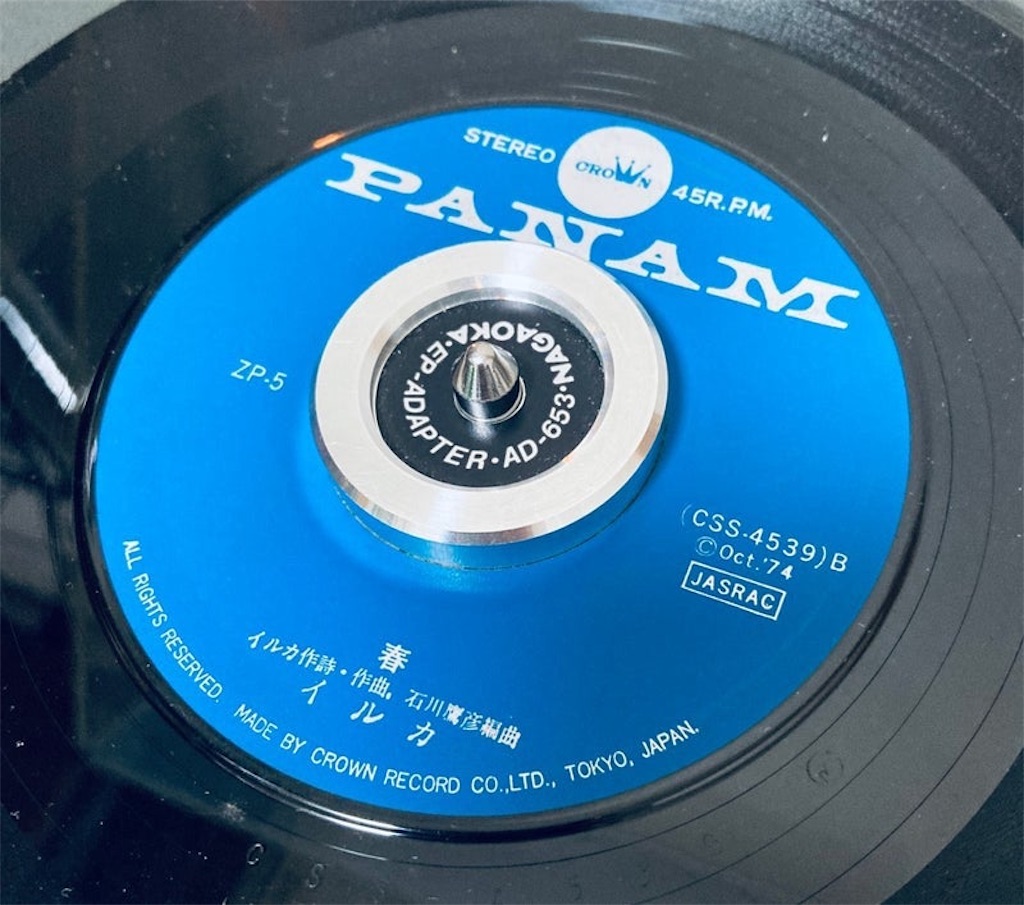 STEREO
CROWN
45R.P.M.
PANAM
NAGAOKA・EP-ADAPTER・AD-653・
ZP-5
(CSS-4539)B
©Oct.'74
JASRAC
春
イルカ作詩・作曲, 石川鷹彦編曲
イルカ
ALL RIGHTS RESERVED. MADE BY CROWN RECORD CO.,LTD., TOKYO, JAPAN.